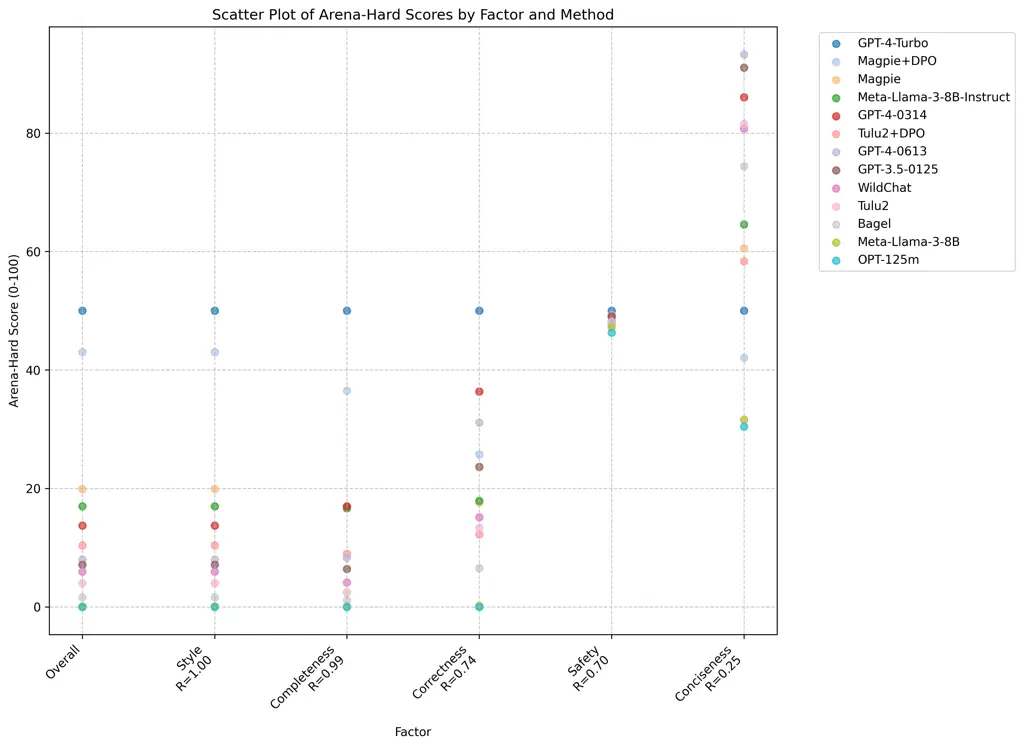 Scatter Plot of Arena-Hard Scores by Factor and Method
Arena-Hard Score (0-100)
80
60
40
20
0
Overall
Style
R=1.00
Completeness
R=0.99
Correctness
R=0.74
Safety
R=0.70
Conciseness
R=0.25
Factor
GPT-4-Turbo
Magpie+DPO
Magpie
Meta-Llama-3-8B-Instruct
GPT-4-0314
Tulu2+DPO
GPT-4-0613
GPT-3.5-0125
WildChat
Tulu2
Bagel
Meta-Llama-3-8B
OPT-125m